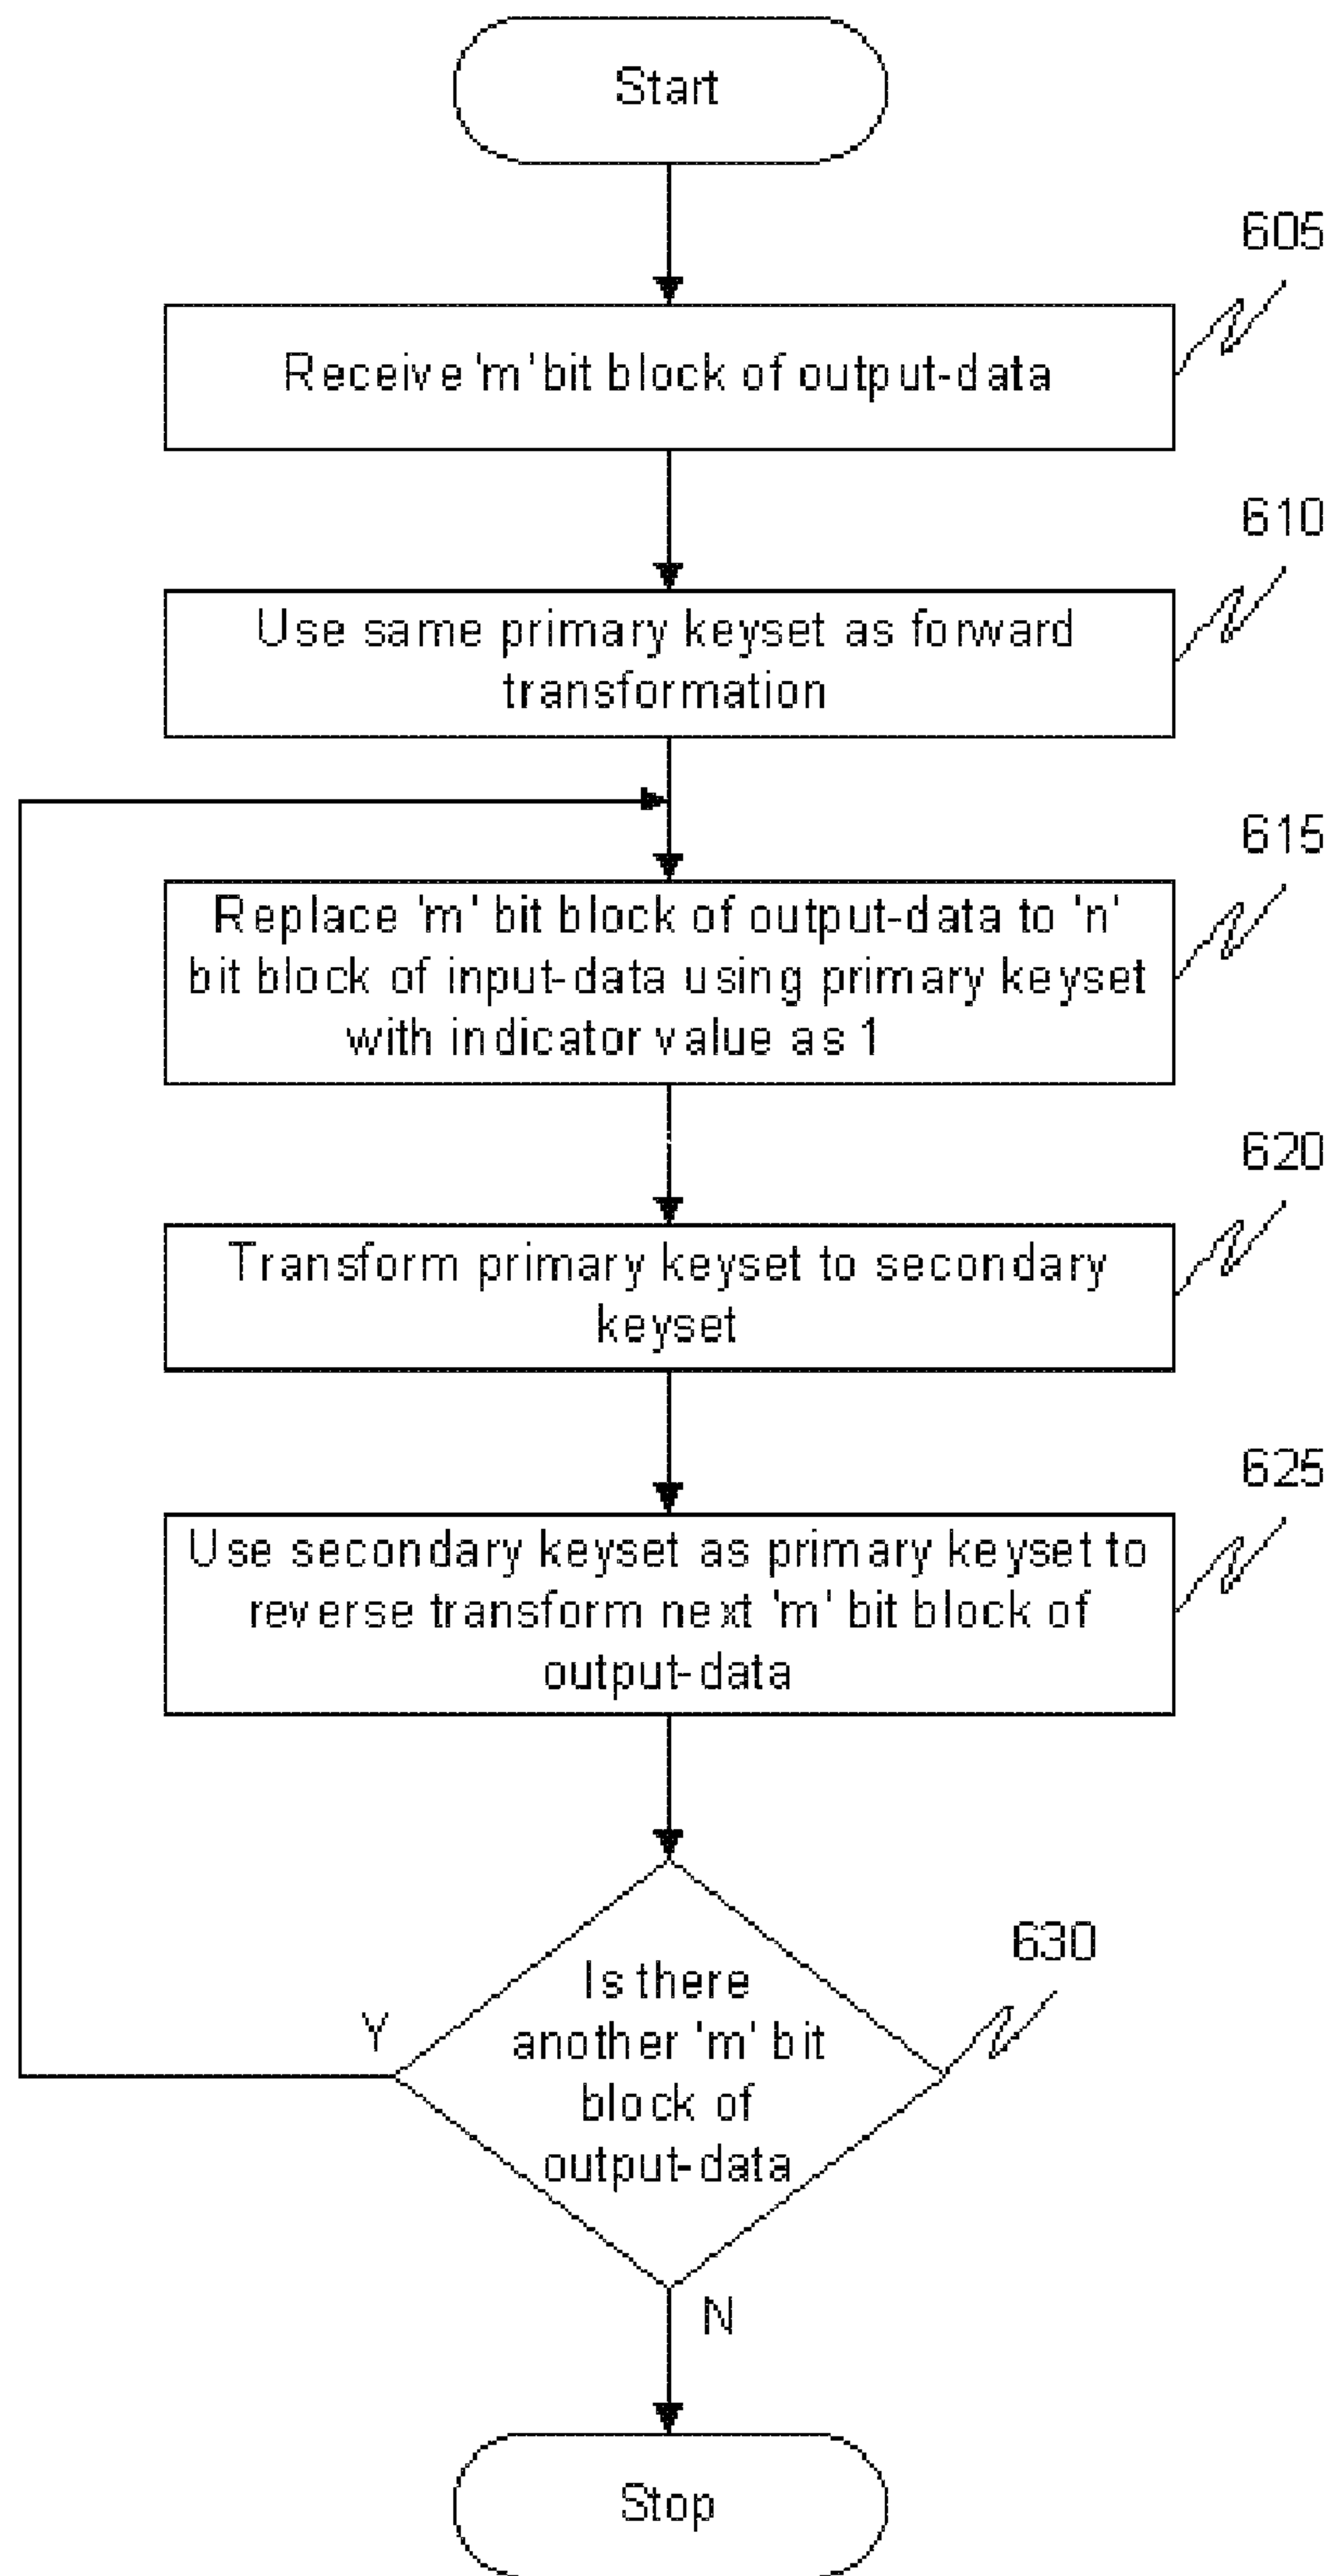 Start
605
Receive 'm' bit block of output-data
610
Use same primary keyset as forward
transformation
615
Replace 'm' bit block of output-data to 'n'
bit block of input-data using primary keyset
with indicator value as 1
620
Transform primary keyset to secondary
keyset
625
Use secondary keyset as primary keyset to
reverse transform next 'm' bit block of
output-data
630
Is there
another 'm' bit
block of
output-data
Y
N
Stop